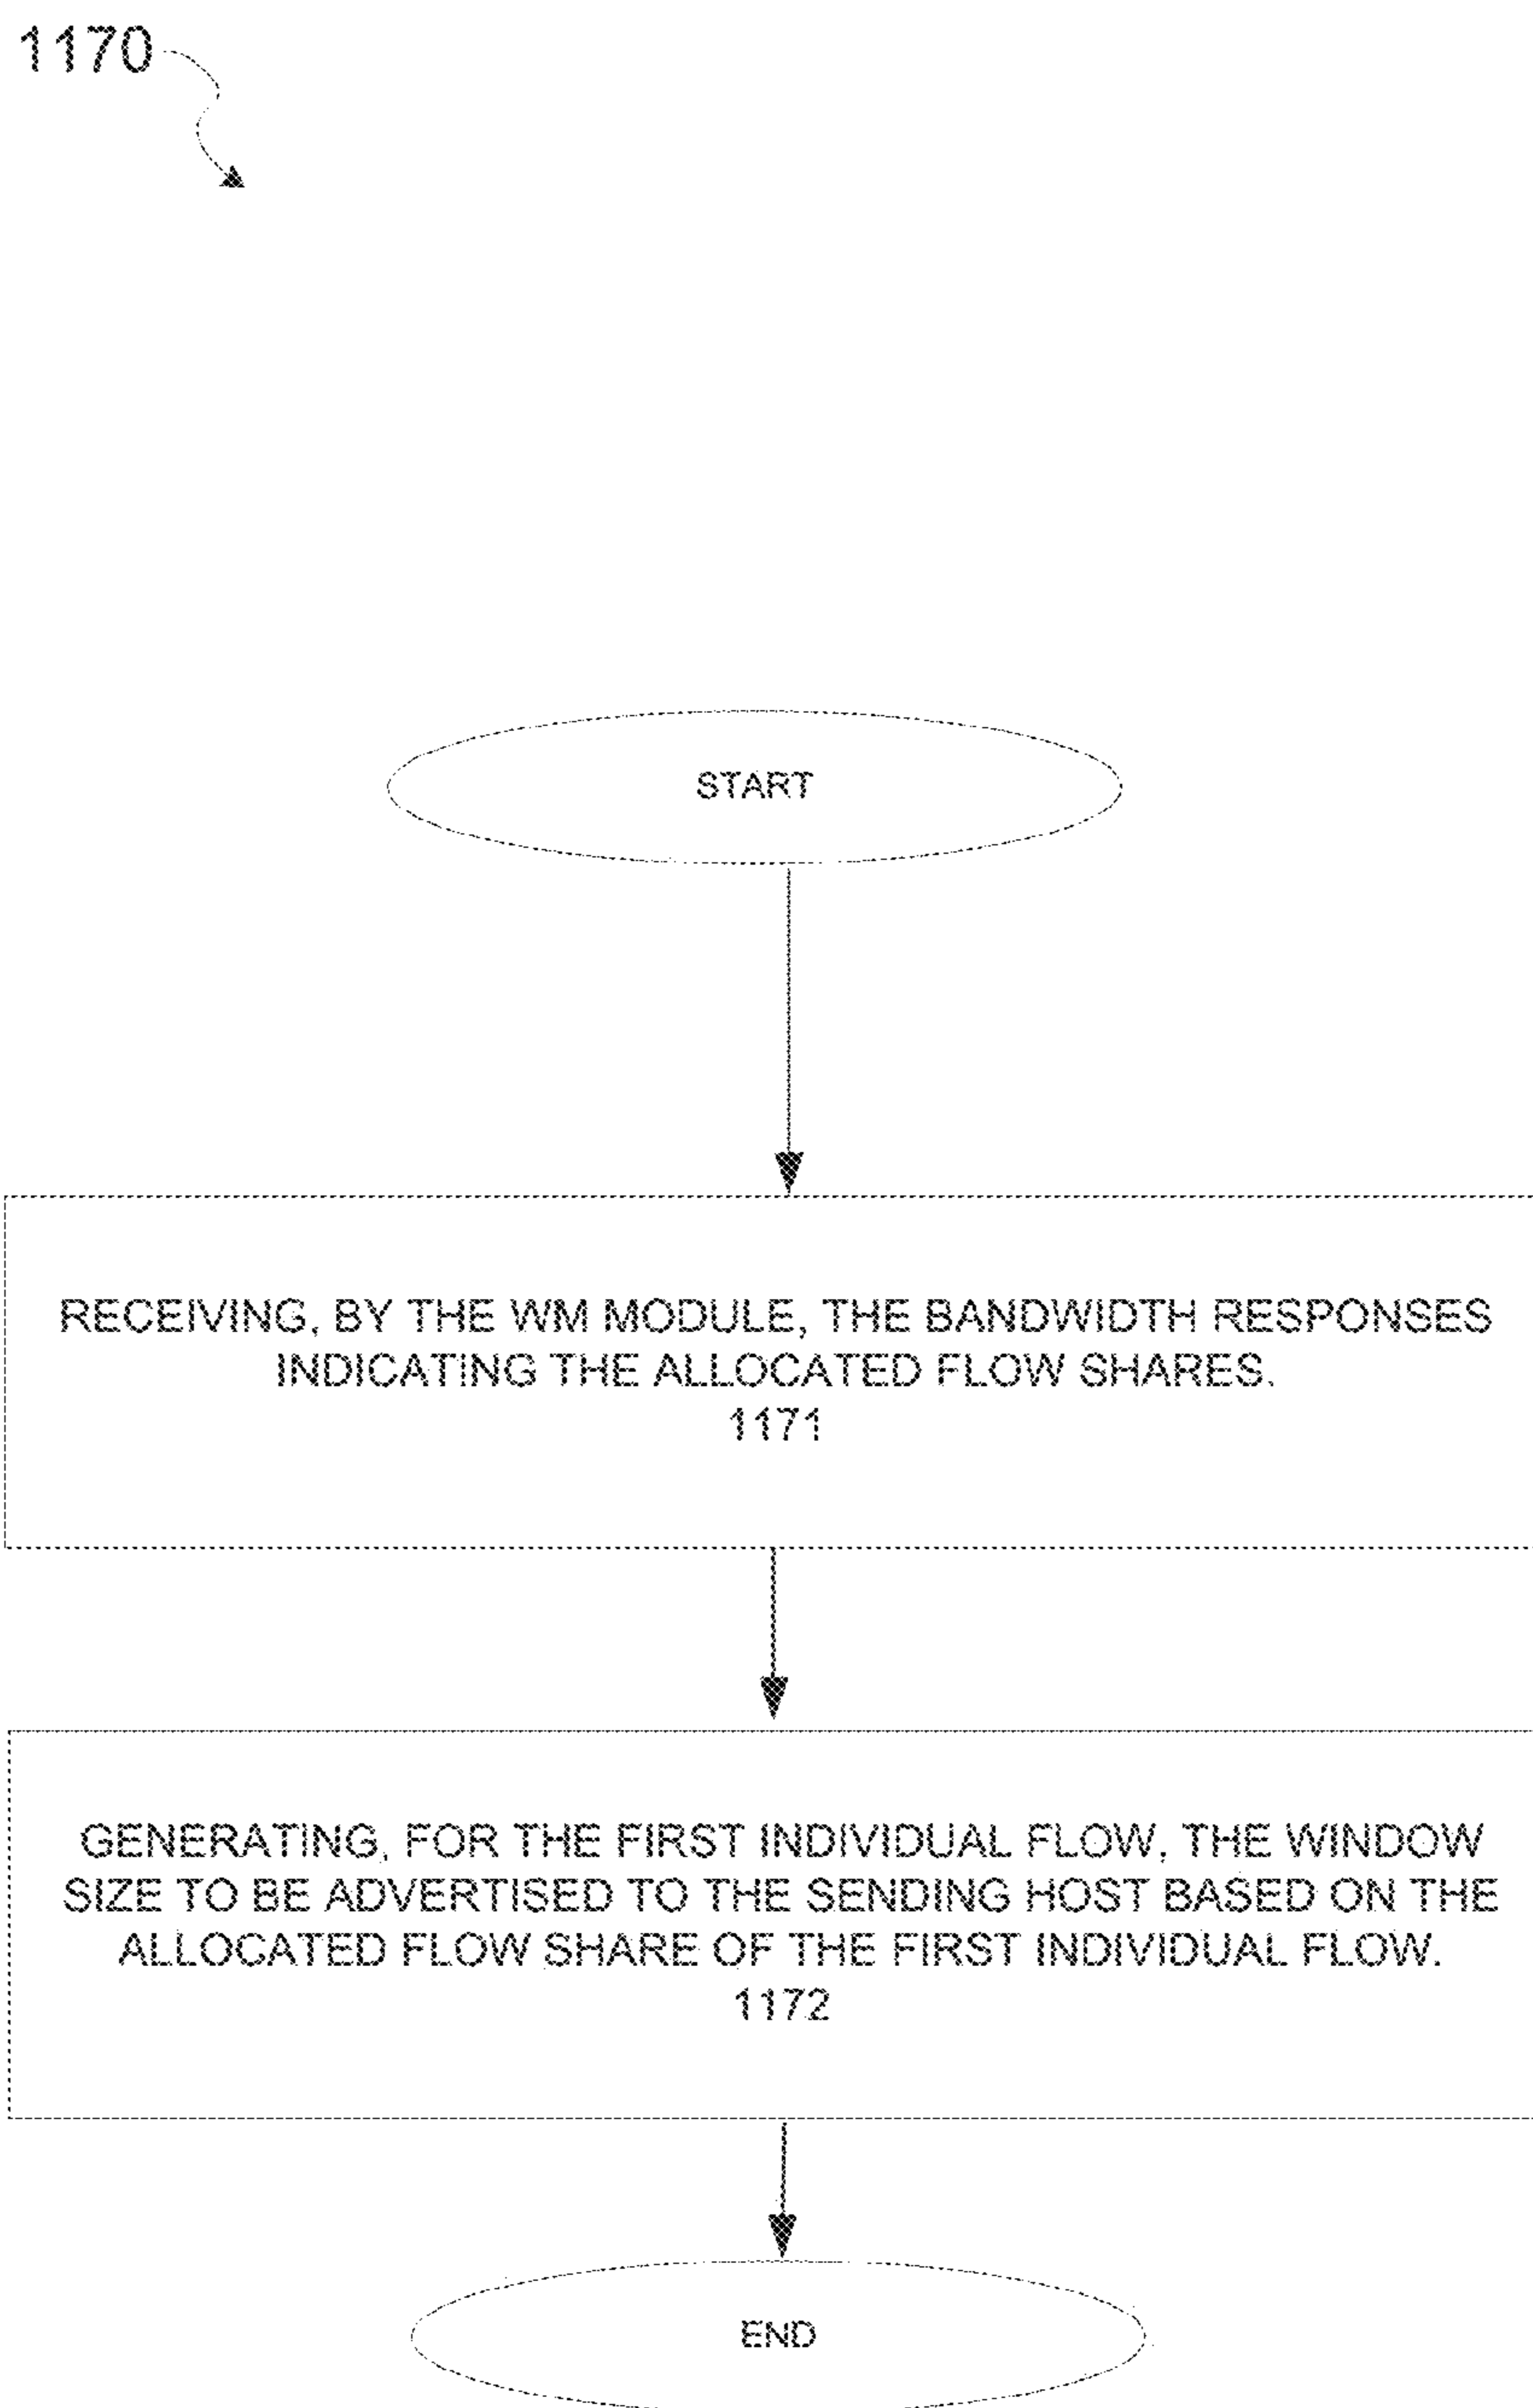 1170
START
RECEIVING, BY THE WM MODULE, THE BANDWIDTH RESPONSES
INDICATING THE ALLOCATED FLOW SHARES.
1171
GENERATING, FOR THE FIRST INDIVIDUAL FLOW, THE WINDOW
SIZE TO BE ADVERTISED TO THE SENDING HOST BASED ON THE
ALLOCATED FLOW SHARE OF THE FIRST INDIVIDUAL FLOW.
1172
END